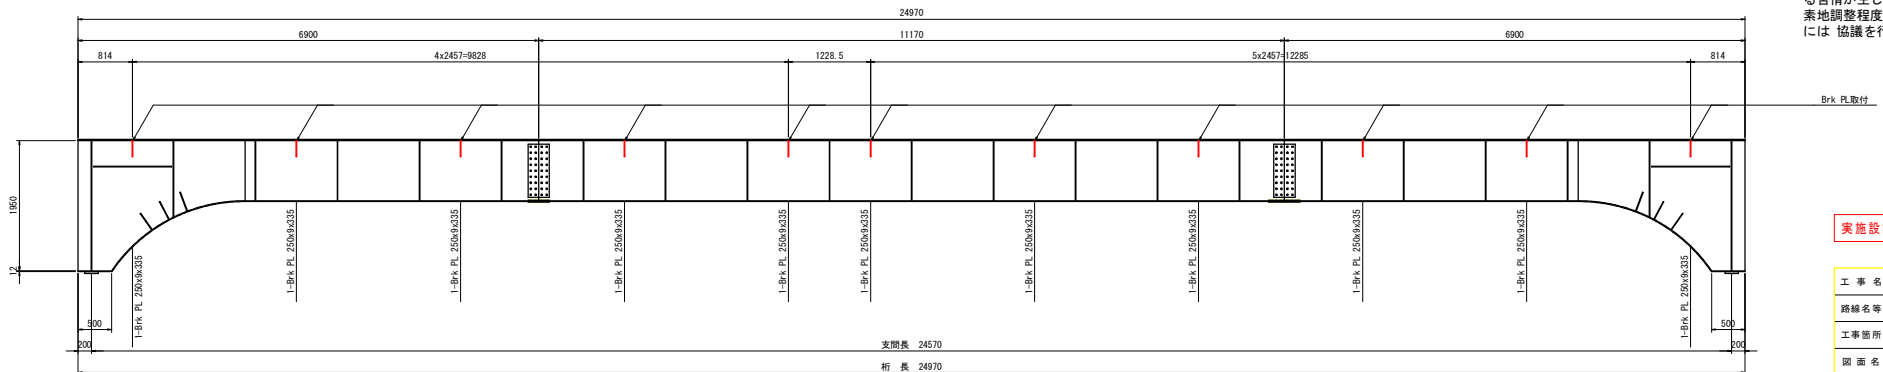 24970
6900
11170
6900
814
4x2457=9828
1228.5
5x2457=12285
814
素地調整程度
には 協議を行
Brk PL取付
1950
12
1-Brk PL 250x9x335
1-Brk PL 250x9x335
1-Brk PL 250x9x335
1-Brk PL 250x9x335
1-Brk PL 250x9x335
1-Brk PL 250x9x335
1-Brk PL 250x9x335
1-Brk PL 250x9x335
1-Brk PL 250x9x335
1-Brk PL 250x9x335
1-Brk PL 250x9x335
500
500
200
支間長 24570
200
桁 長 24970
実施設
工 事 名
路線名等
工事箇所
図 面 名